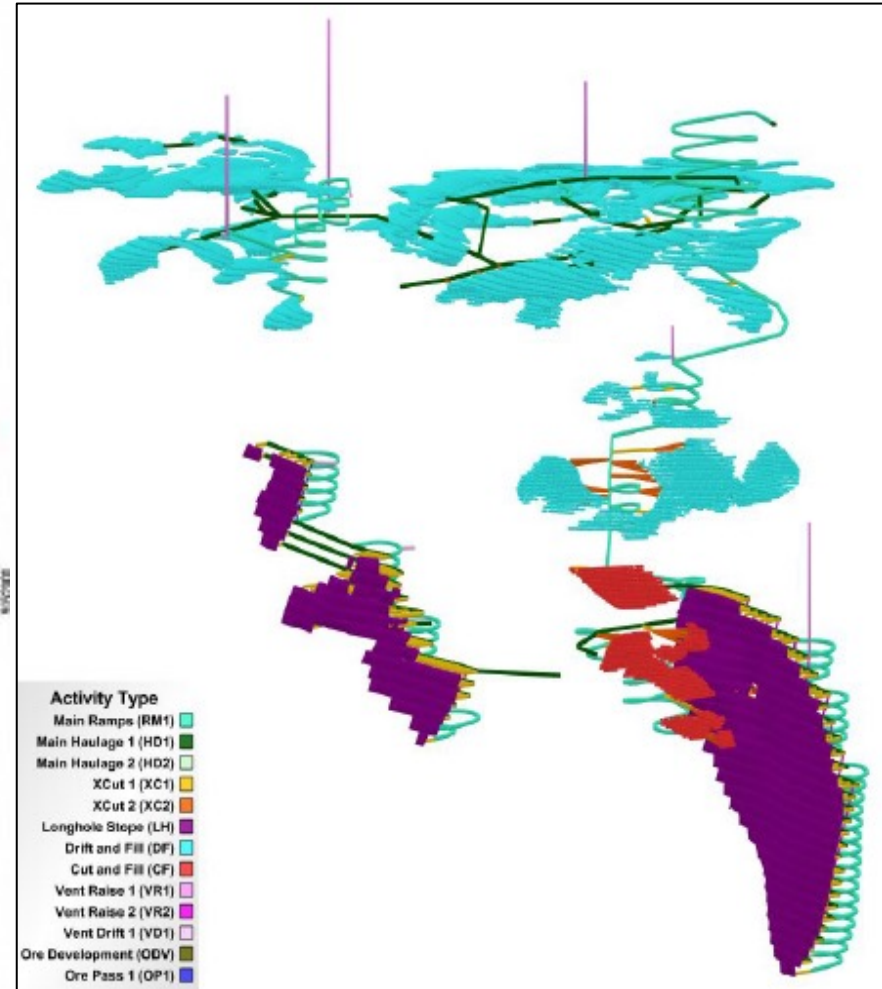 Activity Type
Main Ramps (RM1)
Main Haulage 1 (HD1)
Main Haulage 2 (HD2)
XCut 1 (XC1)
XCut 2 (XC2)
Longhole Stope (LH)
Drift and Fill (DF)
Cut and Fill (CF)
Vent Raise 1 (VR1)
Vent Raise 2 (VR2)
Vent Drift 1 (VD1)
Ore Development (ODV)
Ore Pass 1 (OP1)